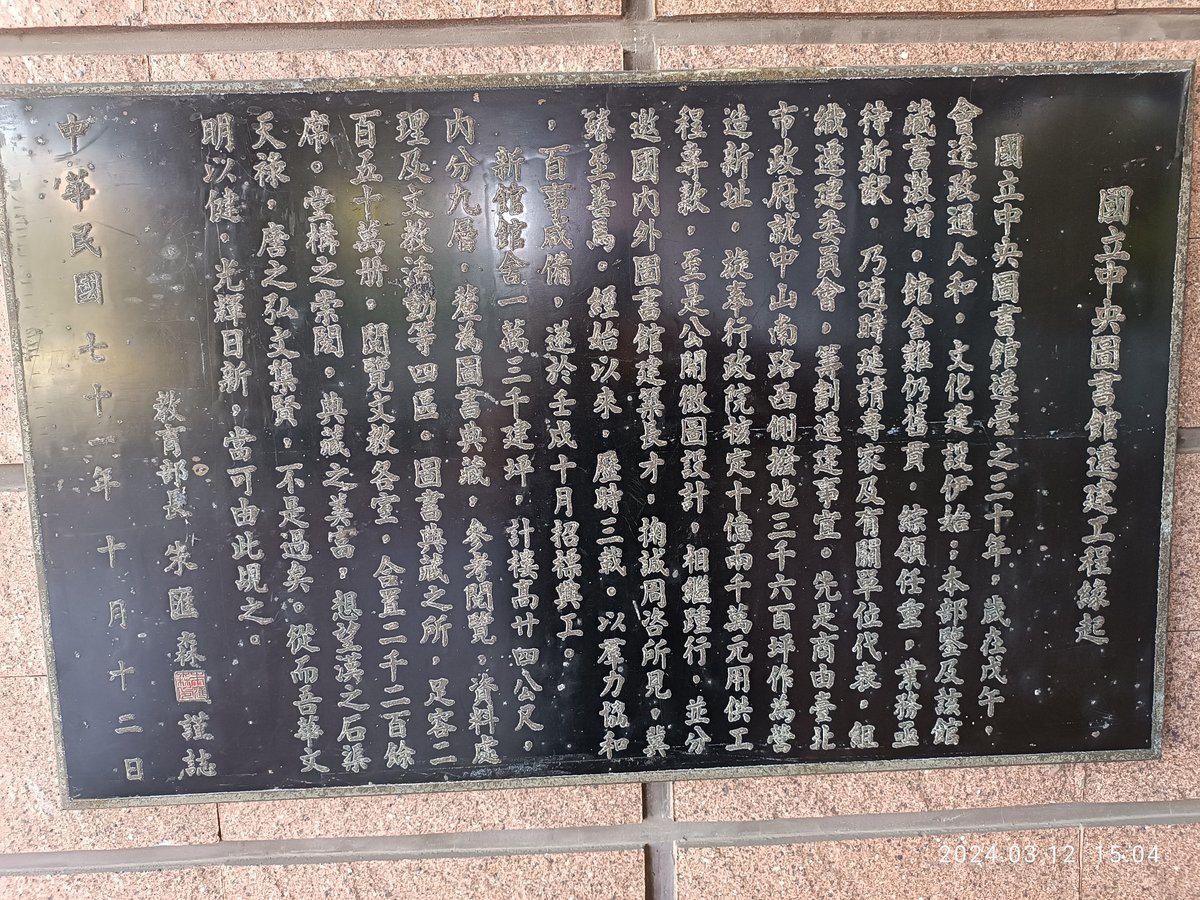 國立中央圖書館遷建工程緣起
國立中央圖書館遷臺之三十年，歲在戊午。
會逢政通人和，文化建設伊始；本部鑒及該館
藏書激增，館舍雖仍舊貫，綜領任重，業務亟
待新猷，乃適時延請專家及有關單位代表，組
織遷建委員會，籌劃遷建事宜。先是商由臺北
市政府就中山南路西側撥地三千六百坪作為營
造新址，旋奉行政院核定十億兩千萬元用供工
程專款，至是公開徵圖設計，相繼踵行，並分
邀國內外圖書館建築長才，掬誠周咨所見，冀
臻至善焉。經始以來，歷時三載。以羣力協和
，百事咸備，遂於壬戌十月招標興工。
新館館舍一萬三千建坪，計樓高廿四公尺，
內分九層，釐為圖書典藏，參考閱覽，資料處
理及文教活動等四區。圖書典藏之所，足容二
百五十萬册，閱覽文教各室，合置二千二百餘
席。堂構之崇閎，典藏之美富，想望漢之石渠
天祿，唐之弘文集賢，不是過矣。從而吾華文
明以健，光輝日新，當可由此覘之。
教育部長 朱匯森 謹誌
中華民國七十一年十月十二日
2024.03.12 15:04